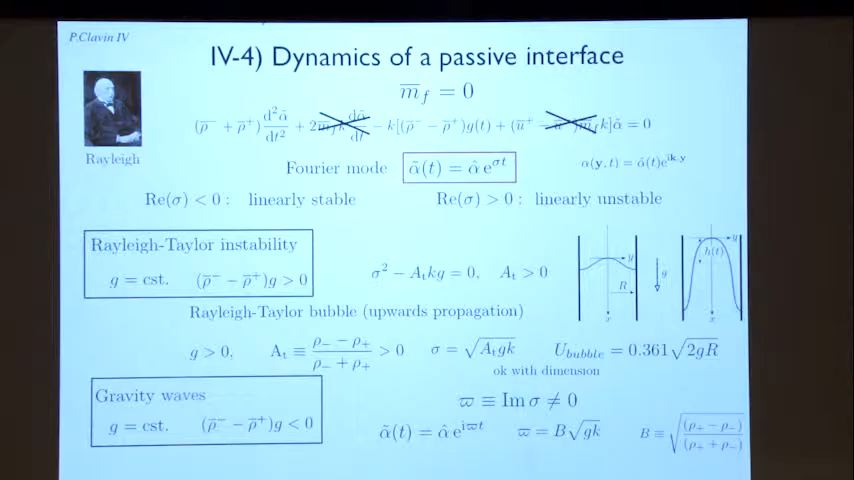 P.Clavin IV
IV-4) Dynamics of a passive interface
m̄_f = 0
(ρ̄⁻ + ρ̄⁺) d²α̃/dt² + 2m̄_f k dα̃/dt − k[(ρ̄⁻ − ρ̄⁺)g(t) + (ū⁺ − ū⁻)m̄_f k]α̃ = 0
Rayleigh
Fourier mode α̃(t) = α̂ e^{σt}
α(y, t) = α̃(t)e^{ik.y}
Re(σ) < 0 : linearly stable Re(σ) > 0 : linearly unstable
Rayleigh-Taylor instability
g = cst. (ρ̄⁻ − ρ̄⁺)g > 0
σ² − A_t kg = 0, A_t > 0
y
R
x
g
y
h(t)
x
Rayleigh-Taylor bubble (upwards propagation)
g > 0, A_t ≡ (ρ₋ − ρ₊)/(ρ₋ + ρ₊) > 0 σ = √(A_t gk) U_bubble = 0.361√(2gR)
ok with dimension
Gravity waves
g = cst. (ρ̄⁻ − ρ̄⁺)g < 0
ϖ ≡ Im σ ≠ 0
α̃(t) = α̂ e^{iϖt} ϖ = B√(gk) B ≡ √((ρ₊ − ρ₋)/(ρ₊ + ρ₋))